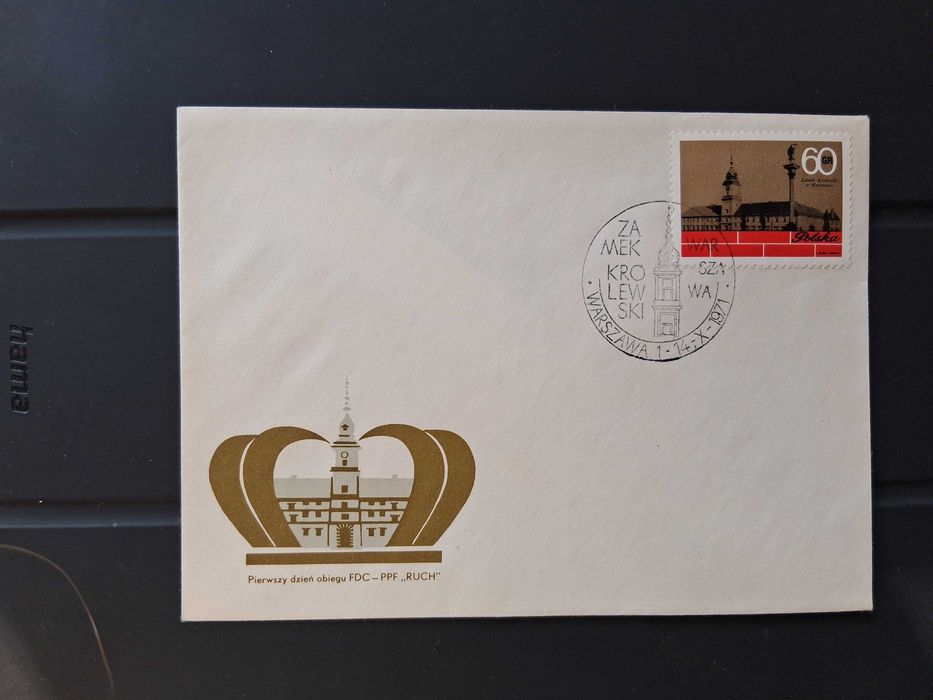 60 GR
Zamek Królewski
w Warszawie
Polska
ZA
MEK
KRO
LEW
SKI
WAR
SZA
WA
· WARSZAWA 1-14-X-1971 ·
Pierwszy dzień obiegu FDC – PPF „RUCH"
hama